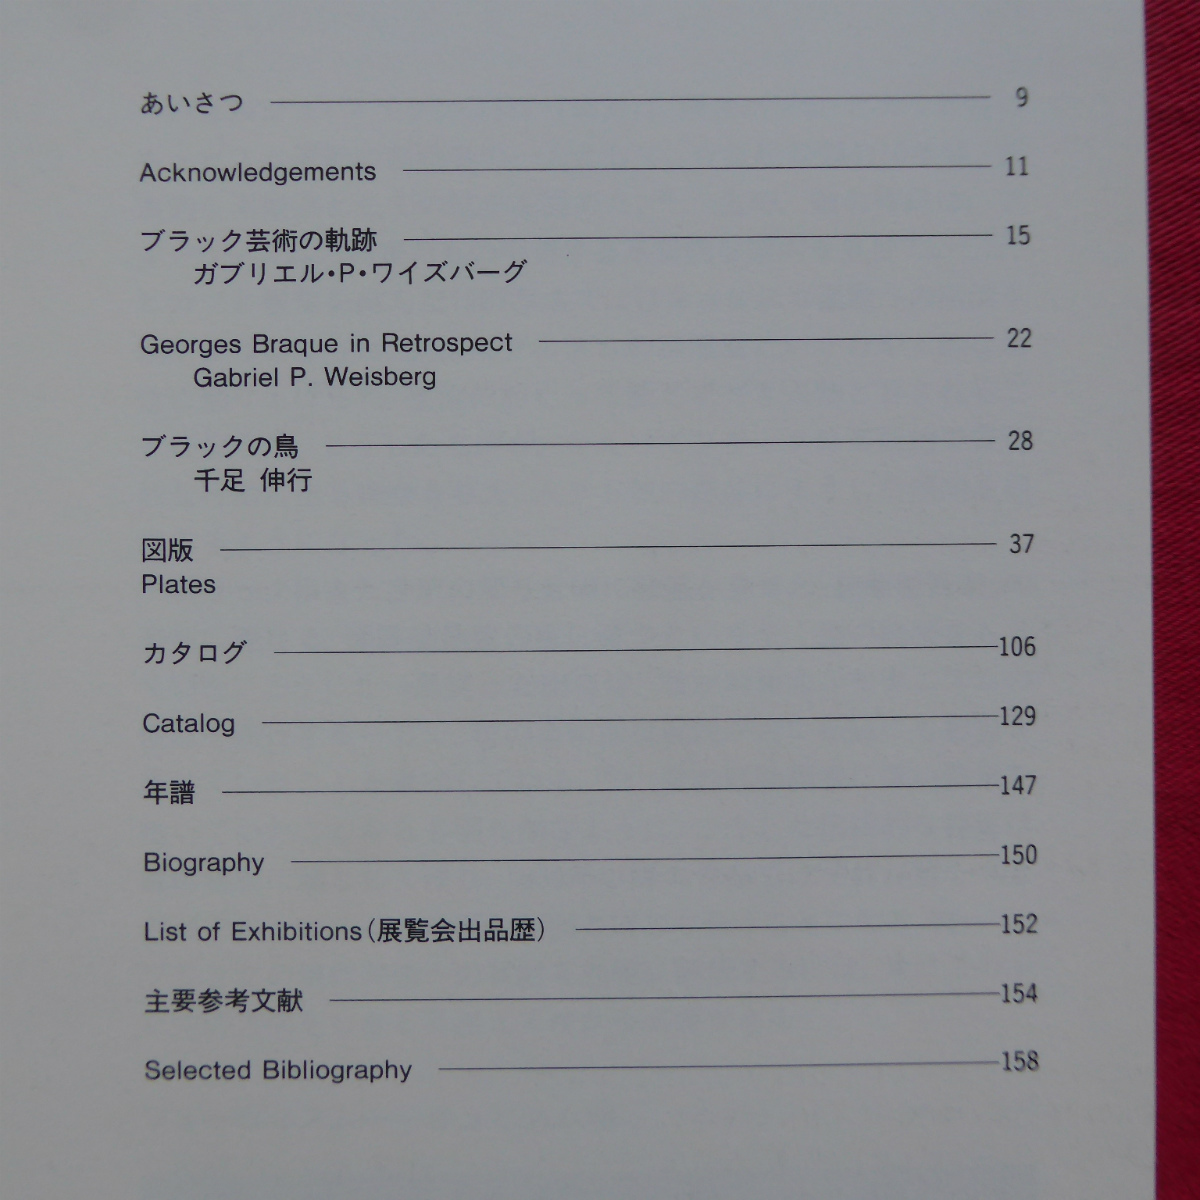 あいさつ 9
Acknowledgements 11
ブラック芸術の軌跡 15
ガブリエル・P・ワイズバーグ
Georges Braque in Retrospect 22
Gabriel P. Weisberg
ブラックの鳥 28
千足 伸行
図版 37
Plates
カタログ 106
Catalog 129
年譜 147
Biography 150
List of Exhibitions(展覧会出品歴) 152
主要参考文献 154
Selected Bibliography 158